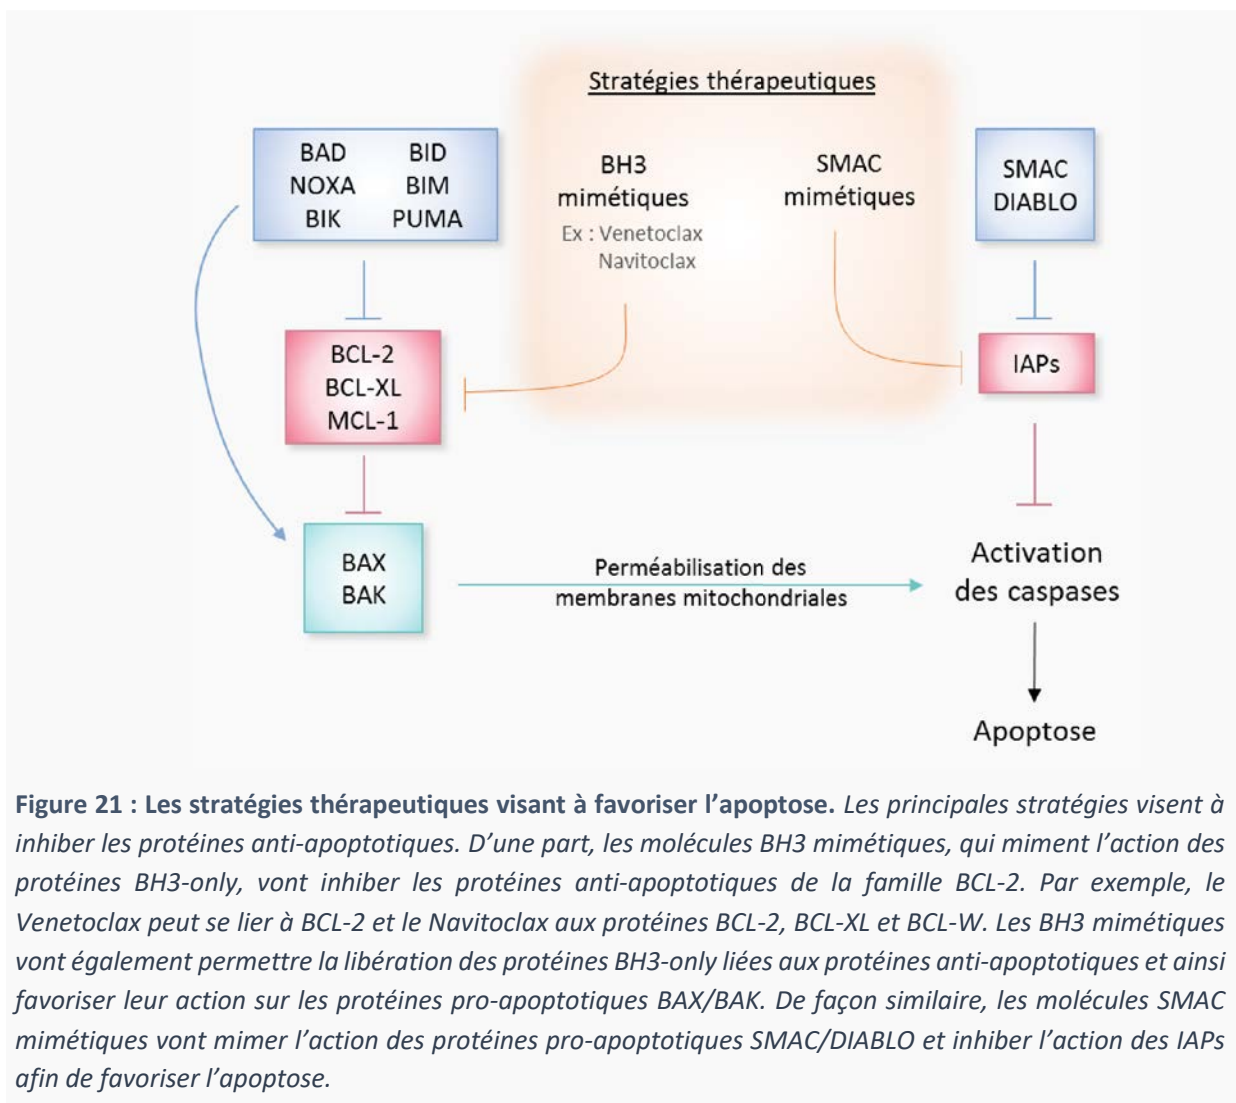 Stratégies thérapeutiques
BAD BID
NOXA BIM
BIK PUMA
BH3
mimétiques
Ex : Venetoclax
Navitoclax
SMAC
mimétiques
SMAC
DIABLO
BCL-2
BCL-XL
MCL-1
IAPs
BAX
BAK
Perméabilisation des
membranes mitochondriales
Activation
des caspases
Apoptose
Figure 21 : Les stratégies thérapeutiques visant à favoriser l’apoptose. Les principales stratégies visent à
inhiber les protéines anti-apoptotiques. D’une part, les molécules BH3 mimétiques, qui miment l’action des
protéines BH3-only, vont inhiber les protéines anti-apoptotiques de la famille BCL-2. Par exemple, le
Venetoclax peut se lier à BCL-2 et le Navitoclax aux protéines BCL-2, BCL-XL et BCL-W. Les BH3 mimétiques
vont également permettre la libération des protéines BH3-only liées aux protéines anti-apoptotiques et ainsi
favoriser leur action sur les protéines pro-apoptotiques BAX/BAK. De façon similaire, les molécules SMAC
mimétiques vont mimer l’action des protéines pro-apoptotiques SMAC/DIABLO et inhiber l’action des IAPs
afin de favoriser l’apoptose.